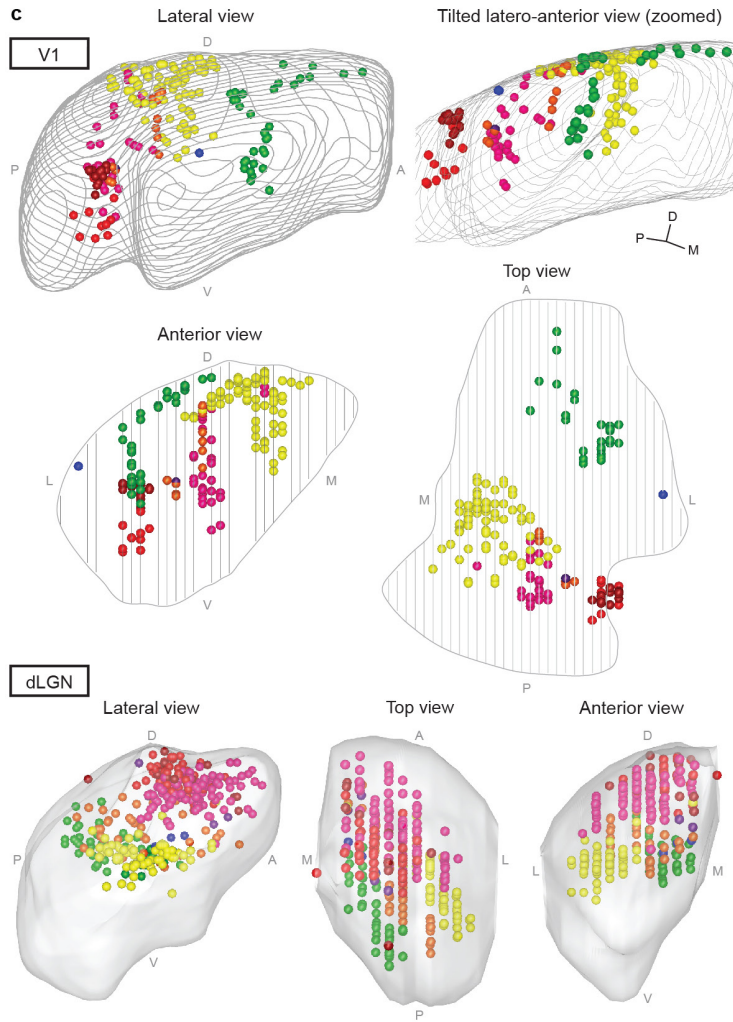 c
Lateral view
Tilted latero-anterior view (zoomed)
V1
D
P
A
V
D
P
M
Top view
A
Anterior view
D
L
M
V
M
L
P
dLGN
Lateral view
Top view
Anterior view
D
A
D
P
A
M
L
L
M
V
P
V